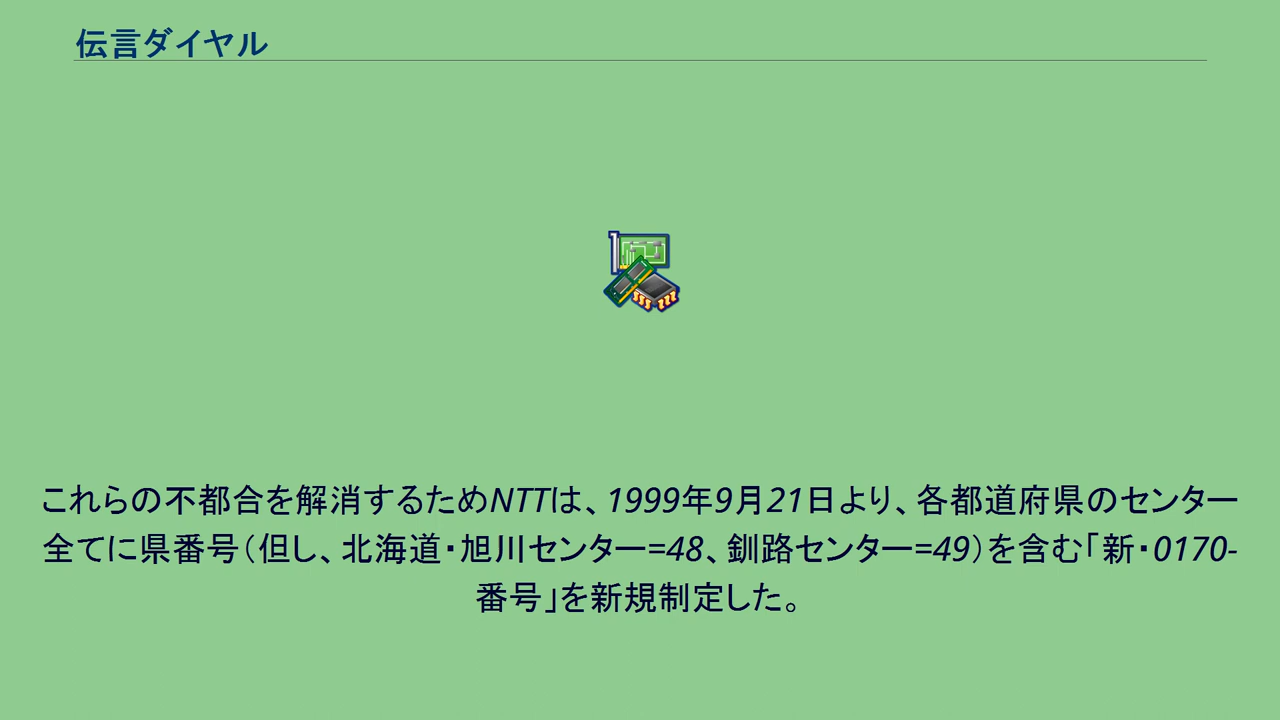 伝言ダイヤル
これらの不都合を解消するためNTTは、1999年9月21日より、各都道府県のセンター
全てに県番号（但し、北海道・旭川センター=48、釧路センター=49）を含む「新・0170-
番号」を新規制定した。